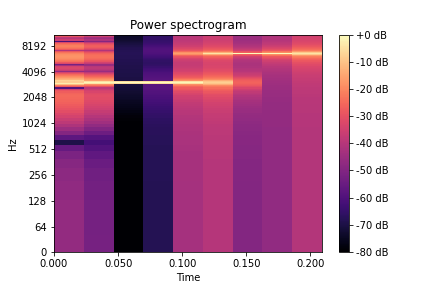 Power spectrogram
8192
4096
2048
1024
512
256
128
64
0
Hz
0.000 0.050 0.100 0.150 0.200
Time
+0 dB
-10 dB
-20 dB
-30 dB
-40 dB
-50 dB
-60 dB
-70 dB
-80 dB